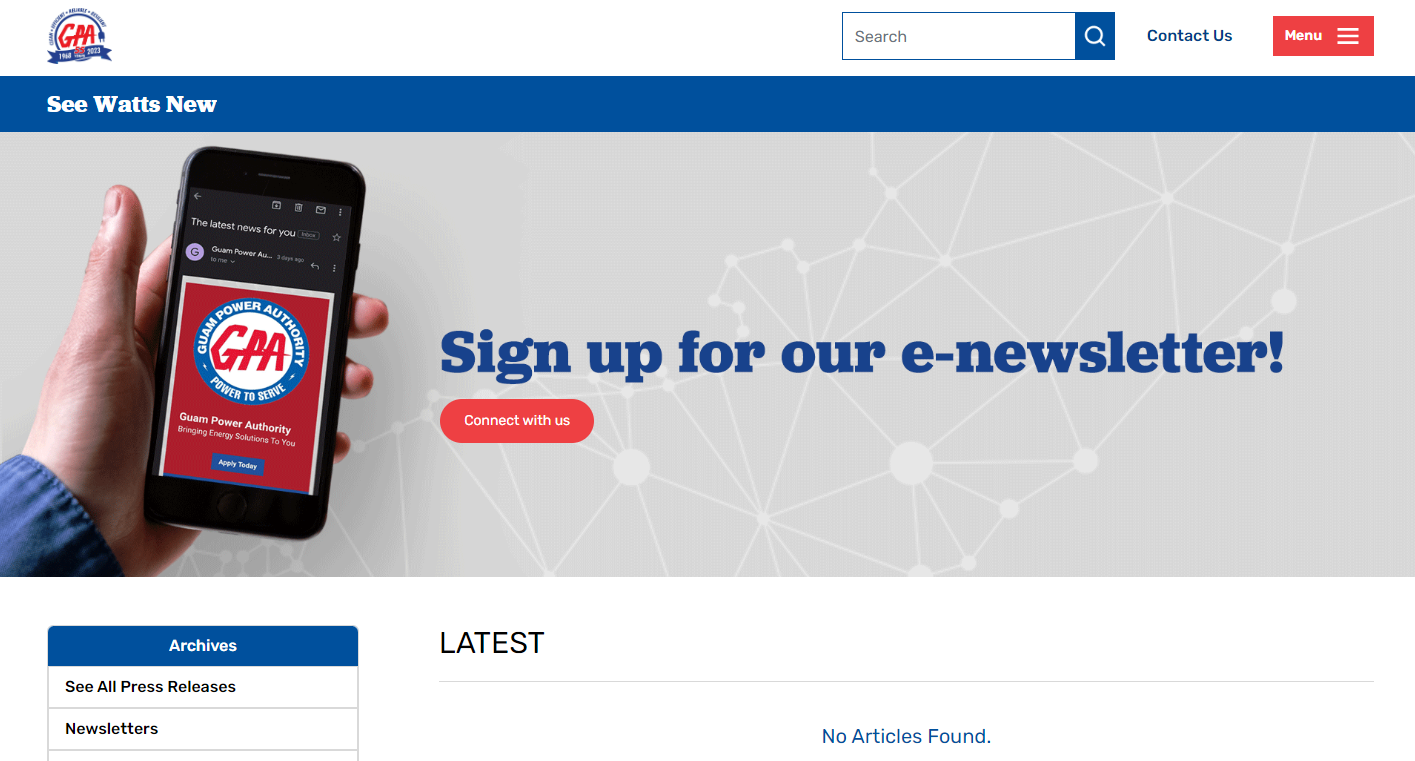 GPA
1968
2023
Search
Contact Us
Menu
See Watts New
The latest news for you Inbox
G
Guam Power Au... 3 days ago
to me
GUAM POWER AUTHORITY
GPA
POWER TO SERVE
Guam Power Authority
Bringing Energy Solutions To You
Apply Today
Sign up for our e-newsletter!
Connect with us
Archives
See All Press Releases
Newsletters
LATEST
No Articles Found.